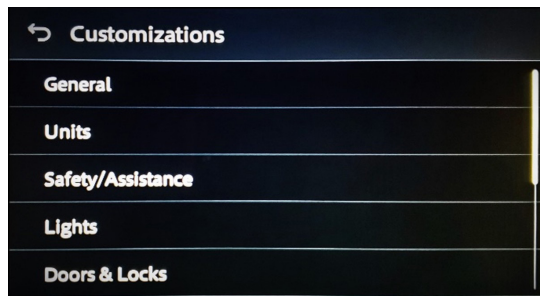 Customizations
General
Units
Safety/Assistance
Lights
Doors & Locks